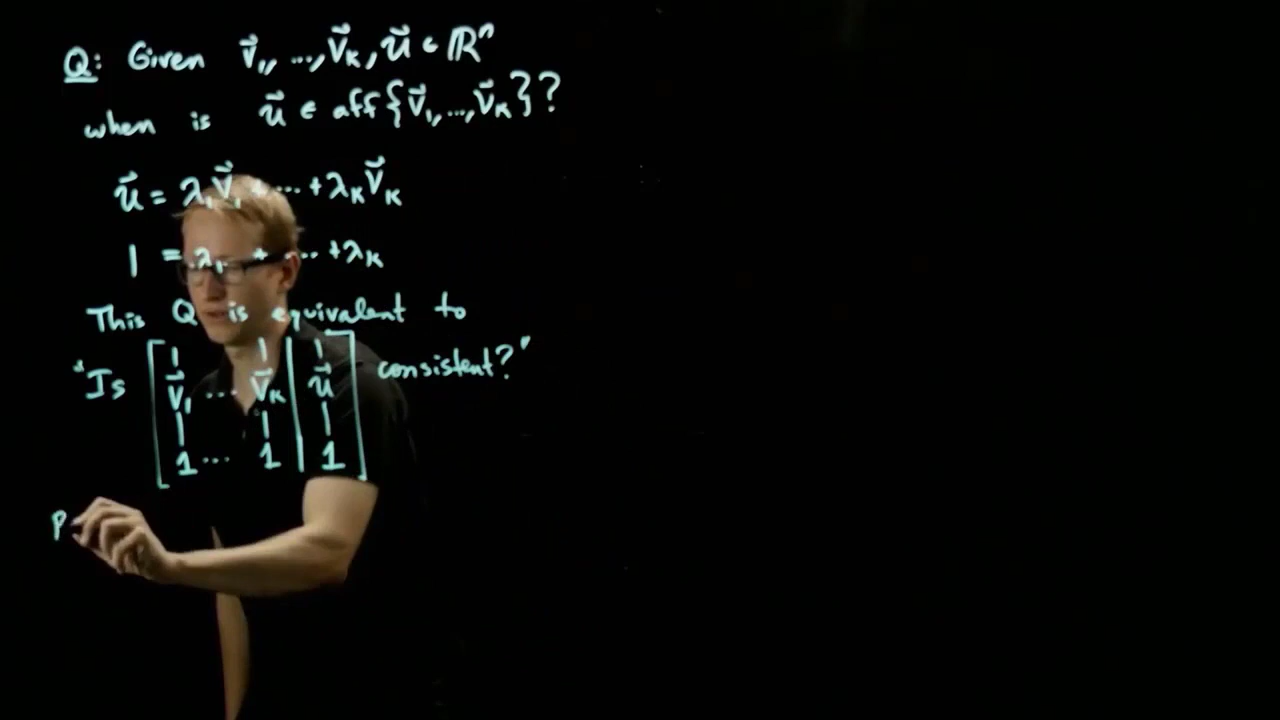 Q: Given v⃗₁, ..., v⃗ₖ, u⃗ ∈ ℝⁿ
when is u⃗ ∈ aff{v⃗₁, ..., v⃗ₖ}?
u⃗ = λ₁v⃗₁ + ... + λₖv⃗ₖ
1 = λ₁ + ... + λₖ
This Q is equivalent to
"Is [ | | | | consistent?"
v⃗₁ ... v⃗ₖ | u⃗
| | | |
1 ... 1 | 1 ]
P